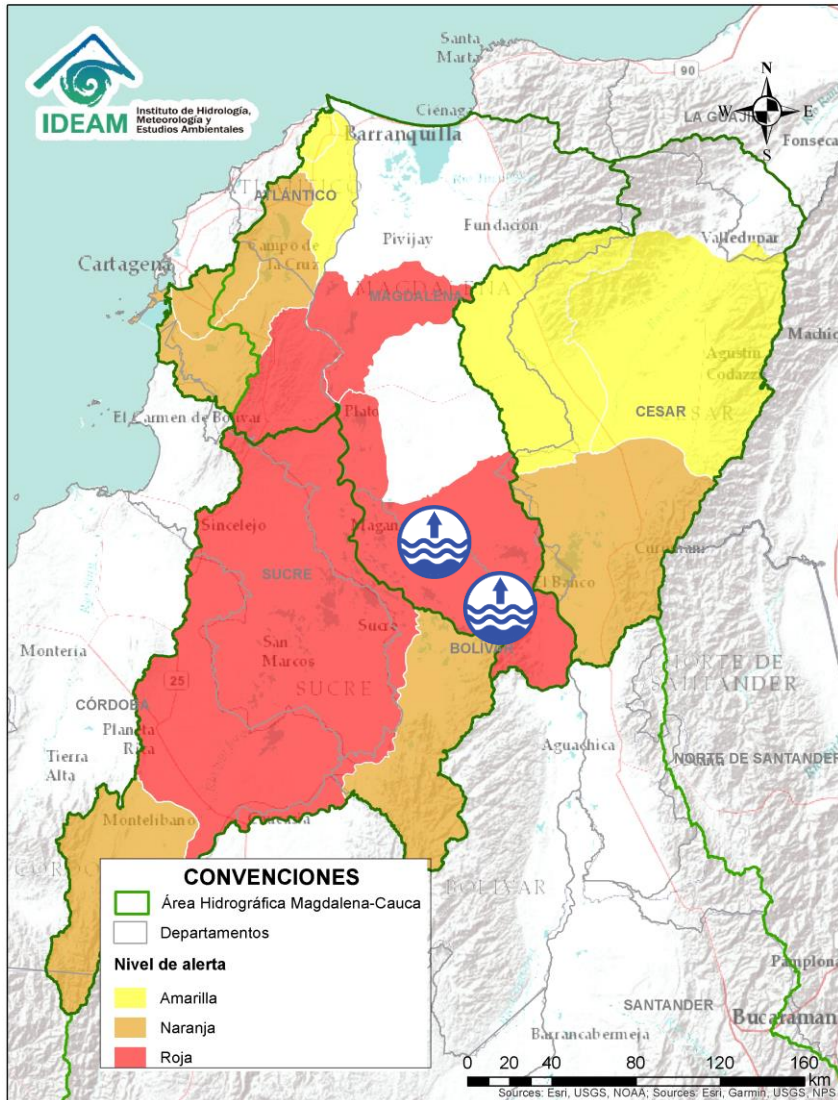 IDEAM
Instituto de Hidrología,
Meteorología y
Estudios Ambientales
Santa
Marta
90
N
W
E
S
LA GUAJI
Fonseca
Ciénaga
Barranquilla
ATLÁNTICO
Pivijay
Fundación
Valledupar
Cartagena
Campo de
la Cruz
MAGDALENA
Agustín
Codazzi
CESAR
El Carmen de Bolívar
Plato
Sincelejo
Magan
SUCRE
El Banco
Montería
San
Marcos
Sucre
BOLÍVAR
SUCRE
25
CÓRDOBA
Planeta
Rica
Tierra
Alta
NORTE DE
SANTANDER
Aguachica
NORTE DE SANTANDER
Montelíbano
BOLÍVAR
CONVENCIONES
Área Hidrográfica Magdalena-Cauca
Departamentos
Nivel de alerta
Amarilla
Naranja
Roja
Pamplona
SANTANDER
Bucaraman
Barrancabermeja
0 20 40 80 120 160
km
Sources: Esri, USGS, NOAA; Sources: Esri, Garmin, USGS, NPS